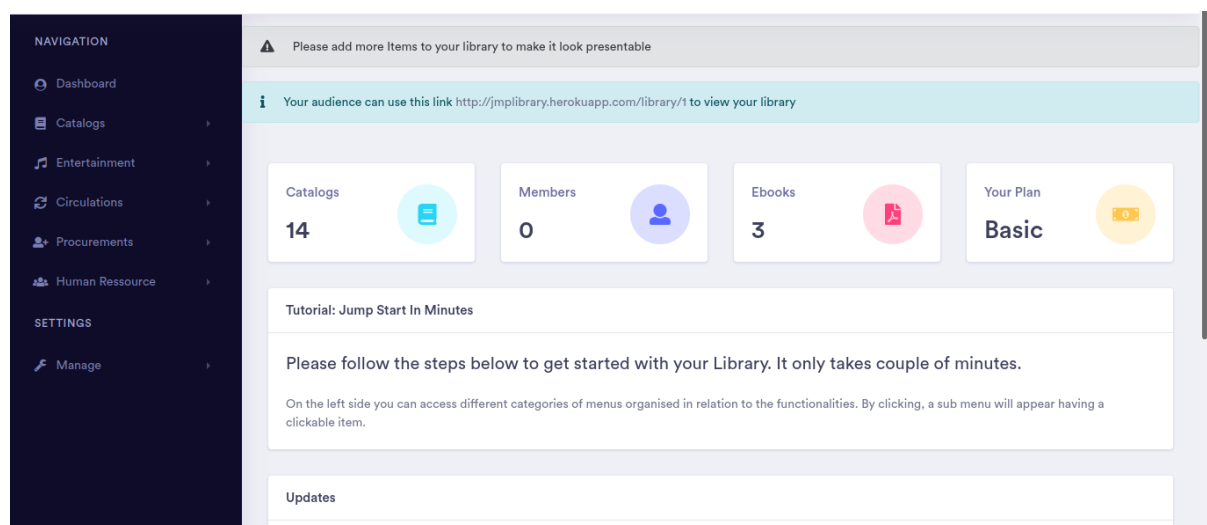 NAVIGATION
Dashboard
Catalogs
Entertainment
Circulations
Procurements
Human Ressource
SETTINGS
Manage
Please add more Items to your library to make it look presentable
Your audience can use this link http://jmplibrary.herokuapp.com/library/1 to view your library
Catalogs
14
Members
0
Ebooks
3
Your Plan
Basic
Tutorial: Jump Start In Minutes
Please follow the steps below to get started with your Library. It only takes couple of minutes.
On the left side you can access different categories of menus organised in relation to the functionalities. By clicking, a sub menu will appear having a
clickable item.
Updates